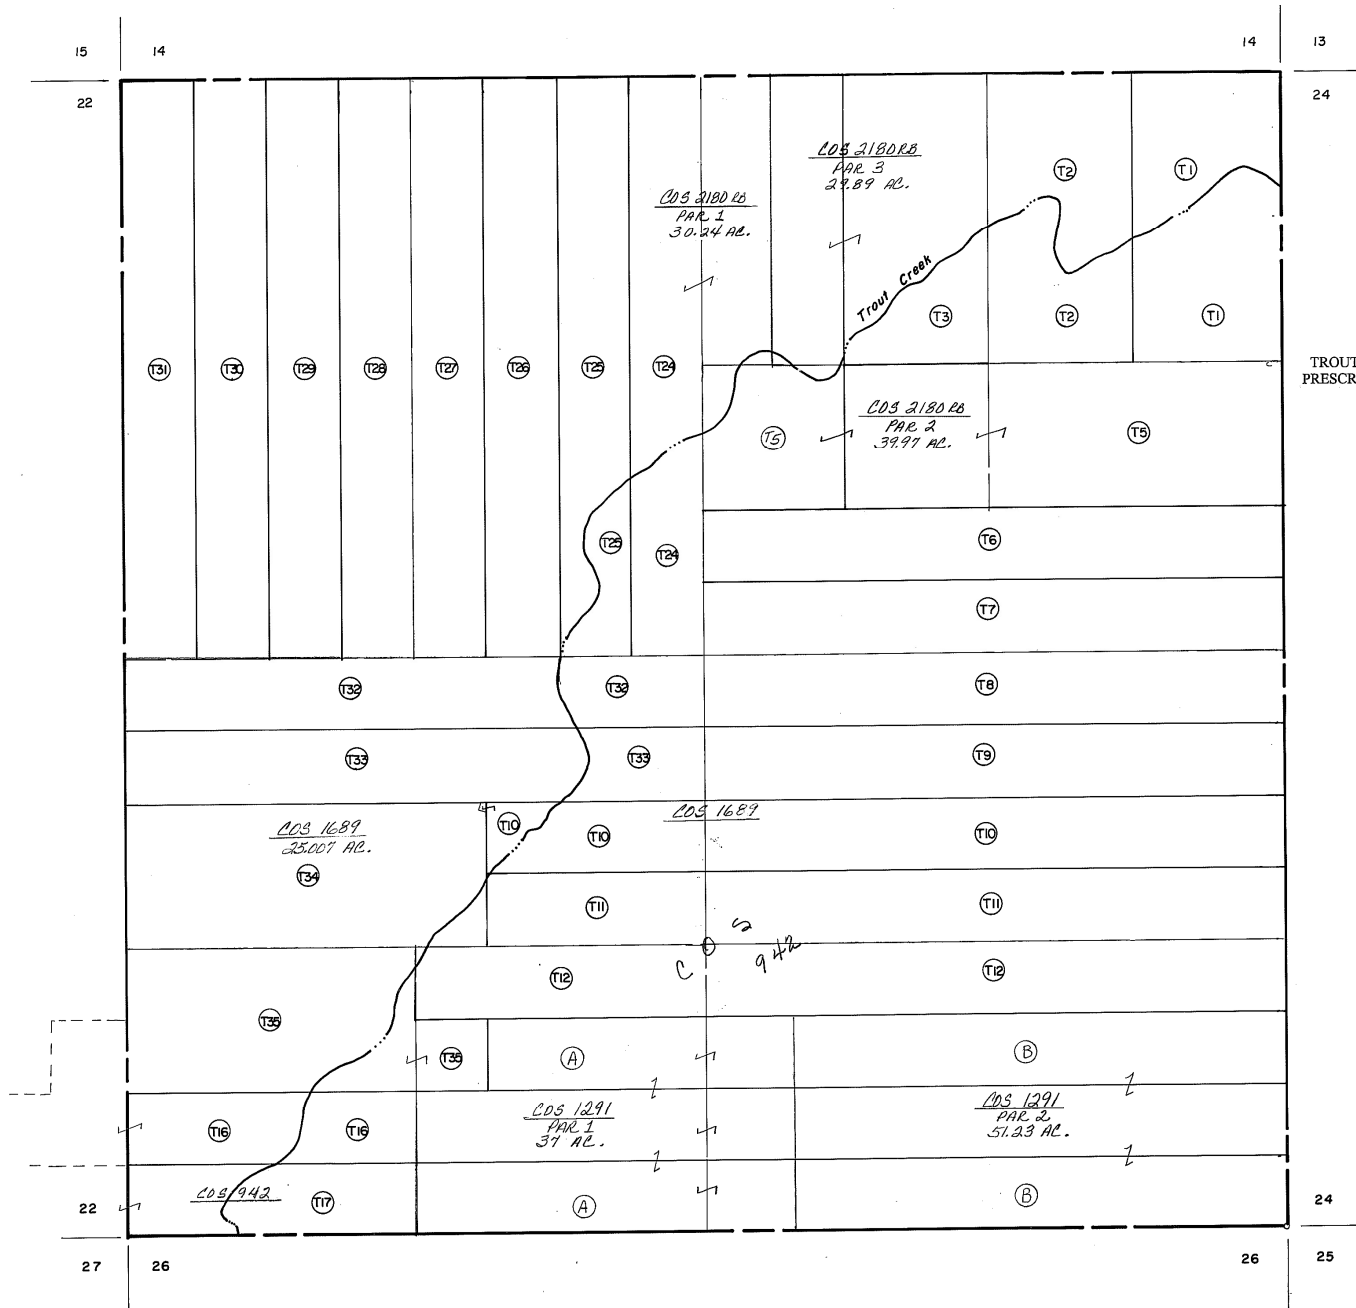 15
14
14
13
22
24
COS 2180RB
PAR 3
29.89 AC.
T2
T1
COS 2180RB
PAR 1
30.24 AC.
Trout Creek
T3
T2
T1
T31
T30
T29
T28
T27
T26
T25
T24
TROUT
PRESCR
COS 2180RB
PAR 2
39.97 AC.
T5
T5
T25
T24
T6
T7
T32
T32
T8
T33
T33
T9
COS 1689
25.007 AC.
T10
COS 1689
T10
T10
T34
T11
T11
C O S 942
T12
T12
T35
T35
A
B
COS 1291
PAR 1
37 AC.
COS 1291
PAR 2
51.23 AC.
T16
T16
COS 942
T17
A
B
22
24
27
26
26
25